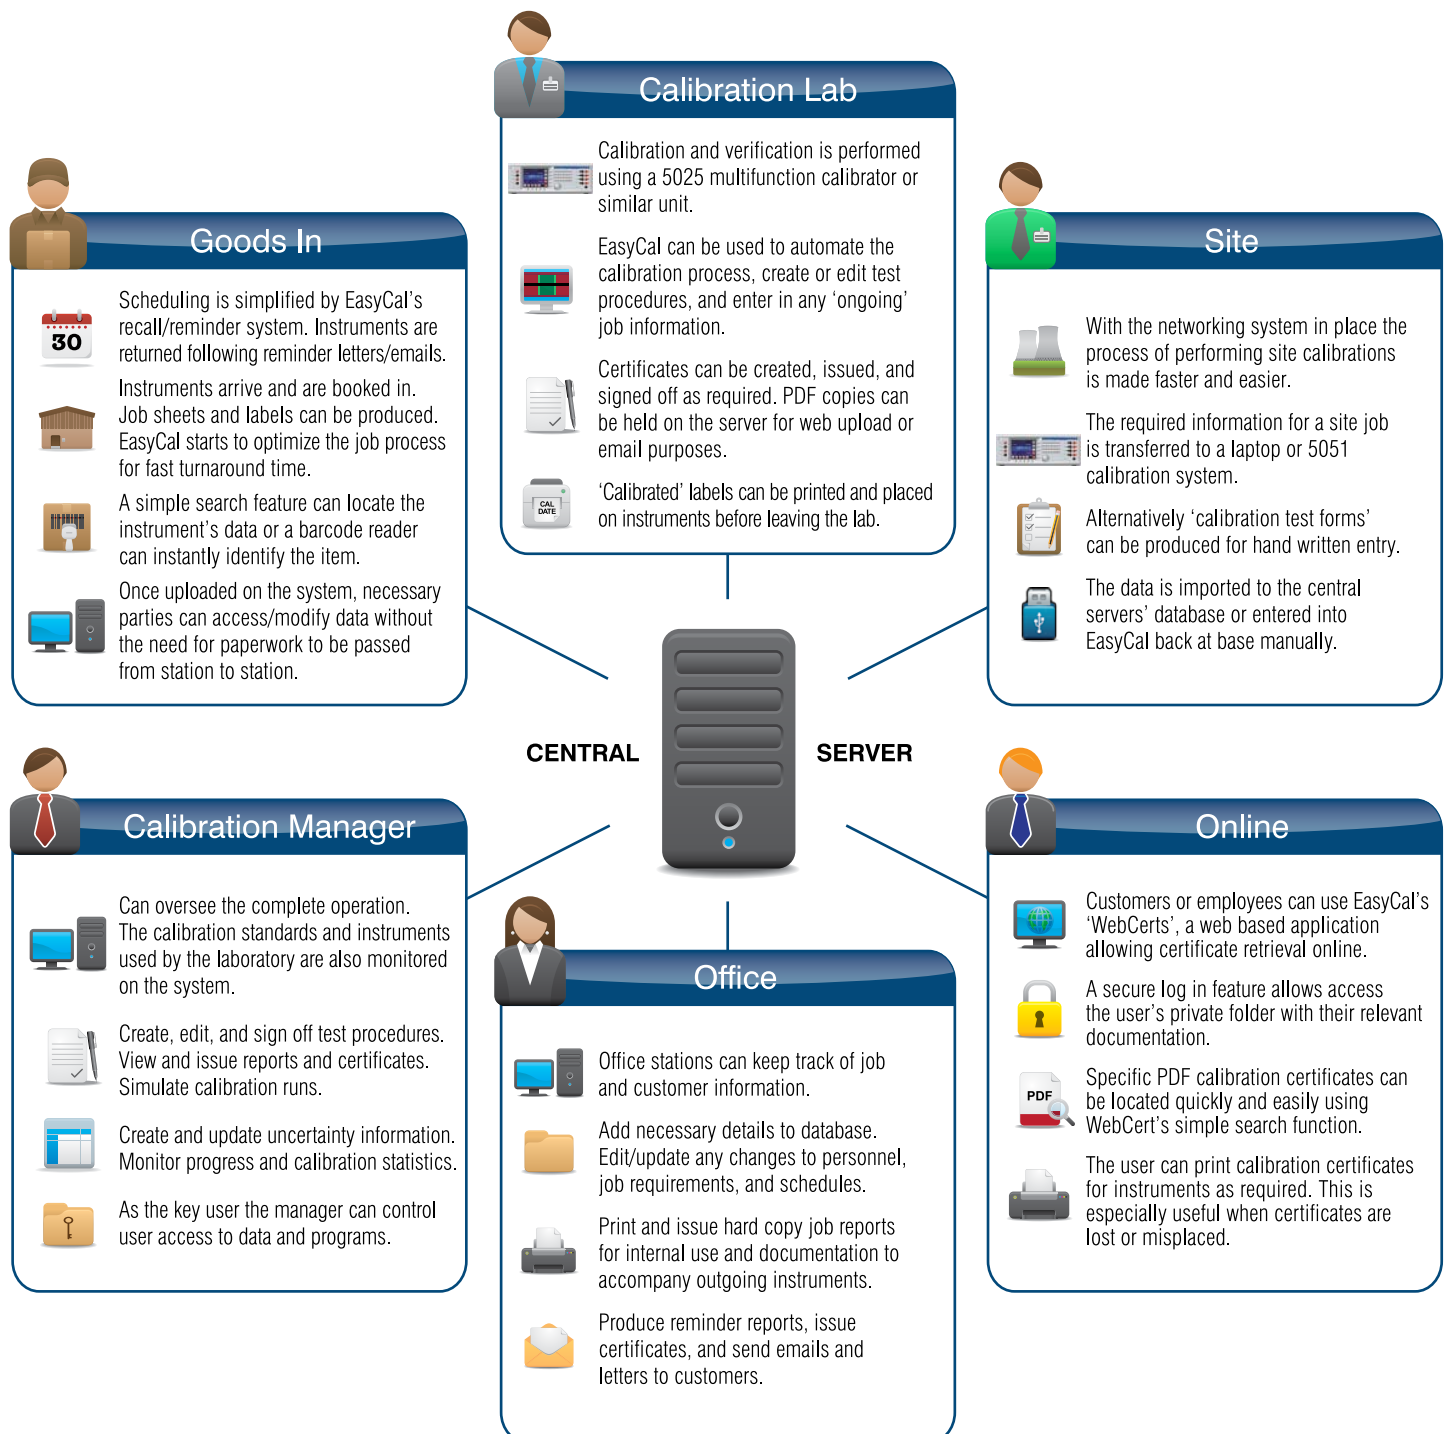 Calibration Lab
Calibration and verification is performed
using a 5025 multifunction calibrator or
similar unit.
EasyCal can be used to automate the
calibration process, create or edit test
procedures, and enter in any ‘ongoing’
job information.
Certificates can be created, issued, and
signed off as required. PDF copies can
be held on the server for web upload or
email purposes.
CAL
DATE
‘Calibrated’ labels can be printed and placed
on instruments before leaving the lab.
Goods In
30
Scheduling is simplified by EasyCal’s
recall/reminder system. Instruments are
returned following reminder letters/emails.
Instruments arrive and are booked in.
Job sheets and labels can be produced.
EasyCal starts to optimize the job process
for fast turnaround time.
A simple search feature can locate the
instrument’s data or a barcode reader
can instantly identify the item.
Once uploaded on the system, necessary
parties can access/modify data without
the need for paperwork to be passed
from station to station.
Site
With the networking system in place the
process of performing site calibrations
is made faster and easier.
The required information for a site job
is transferred to a laptop or 5051
calibration system.
Alternatively ‘calibration test forms’
can be produced for hand written entry.
The data is imported to the central
servers’ database or entered into
EasyCal back at base manually.
CENTRAL SERVER
Calibration Manager
Can oversee the complete operation.
The calibration standards and instruments
used by the laboratory are also monitored
on the system.
Create, edit, and sign off test procedures.
View and issue reports and certificates.
Simulate calibration runs.
Create and update uncertainty information.
Monitor progress and calibration statistics.
As the key user the manager can control
user access to data and programs.
Office
Office stations can keep track of job
and customer information.
Add necessary details to database.
Edit/update any changes to personnel,
job requirements, and schedules.
Print and issue hard copy job reports
for internal use and documentation to
accompany outgoing instruments.
Produce reminder reports, issue
certificates, and send emails and
letters to customers.
Online
Customers or employees can use EasyCal’s
‘WebCerts’, a web based application
allowing certificate retrieval online.
A secure log in feature allows access
the user’s private folder with their relevant
documentation.
PDF
Specific PDF calibration certificates can
be located quickly and easily using
WebCert’s simple search function.
The user can print calibration certificates
for instruments as required. This is
especially useful when certificates are
lost or misplaced.